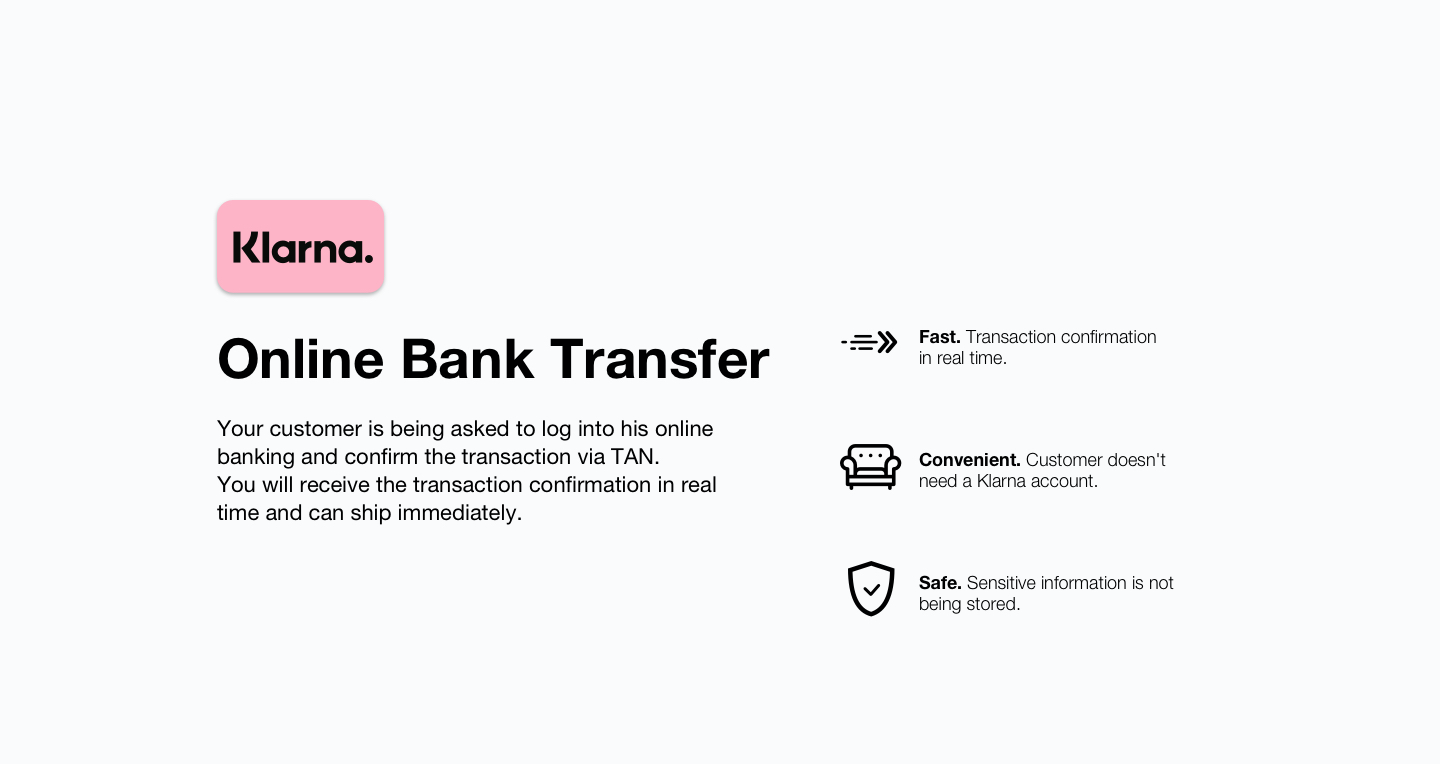 Klarna.
Online Bank Transfer
Your customer is being asked to log into his online
banking and confirm the transaction via TAN.
You will receive the transaction confirmation in real
time and can ship immediately.
Fast. Transaction confirmation
in real time.
Convenient. Customer doesn't
need a Klarna account.
Safe. Sensitive information is not
being stored.